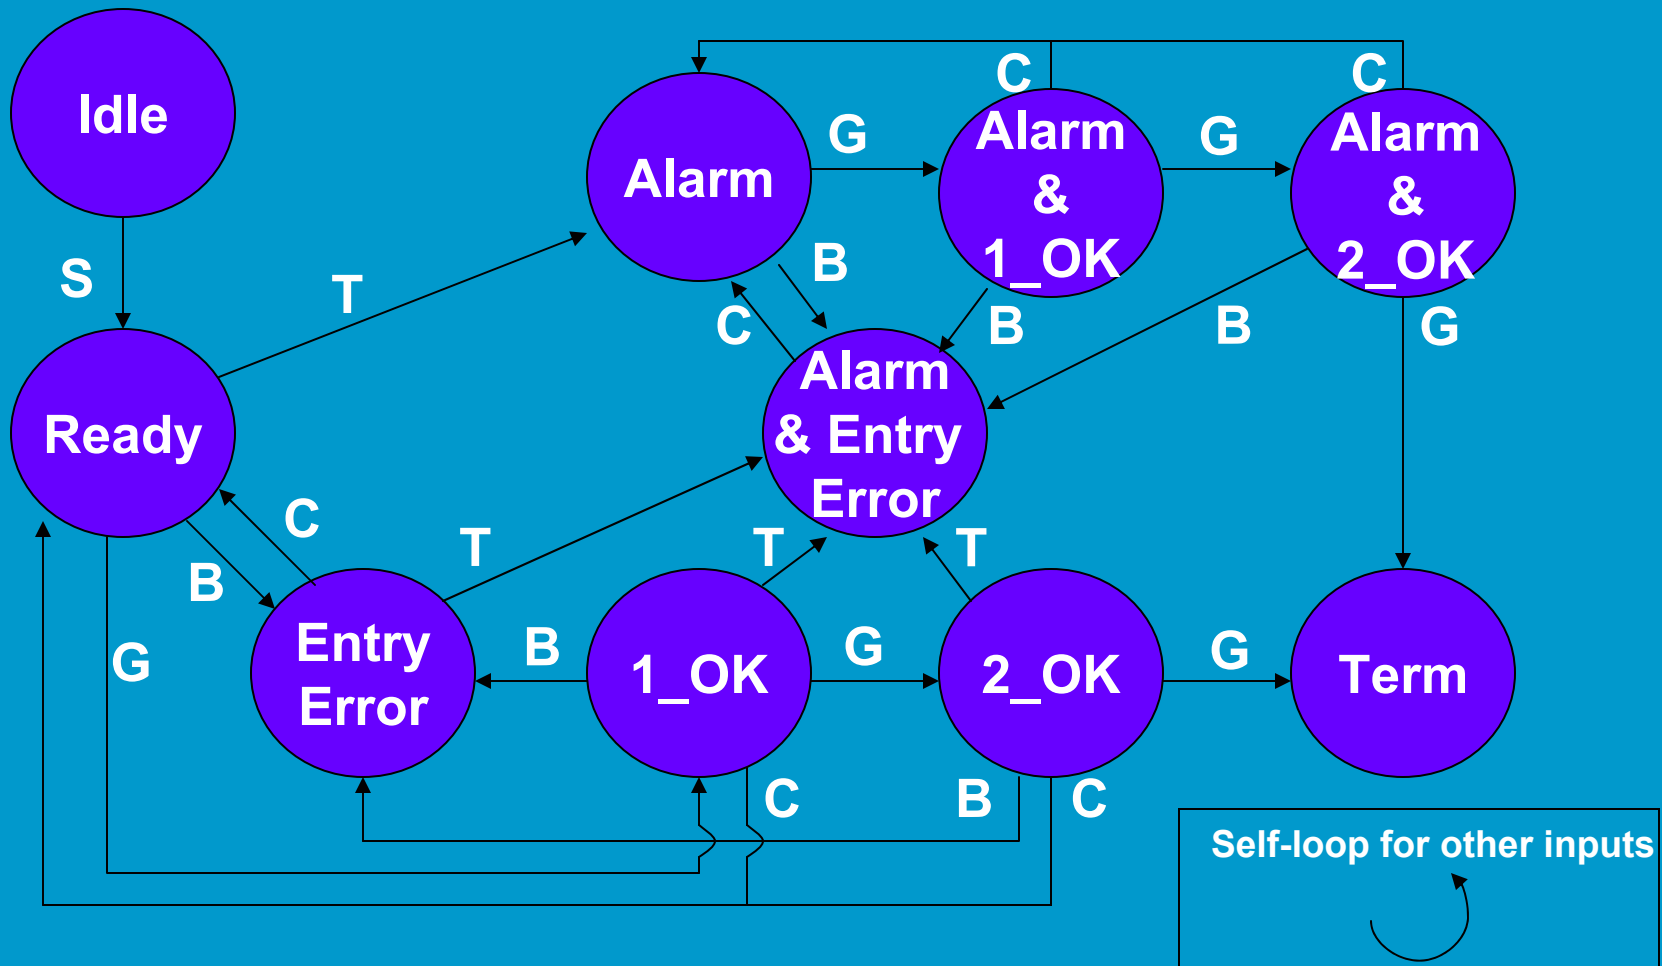 Idle
S
Ready
T
Alarm
G
C
Alarm
&
1_OK
G
C
Alarm
&
2_OK
B
C
B
B
G
Alarm
& Entry
Error
C
B
T
T
T
G
Entry
Error
B
1_OK
G
2_OK
G
Term
C
B
C
Self-loop for other inputs